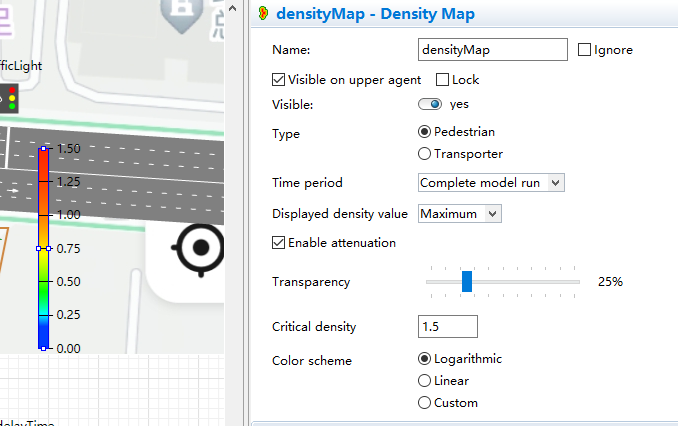 densityMap - Density Map
Name:
densityMap
Ignore
Visible on upper agent
Lock
Visible:
yes
Type
Pedestrian
Transporter
Time period
Complete model run
Displayed density value
Maximum
Enable attenuation
Transparency
25%
Critical density
1.5
Color scheme
Logarithmic
Linear
Custom
fficLight
1.50
1.25
1.00
0.75
0.50
0.25
0.00
delayTime